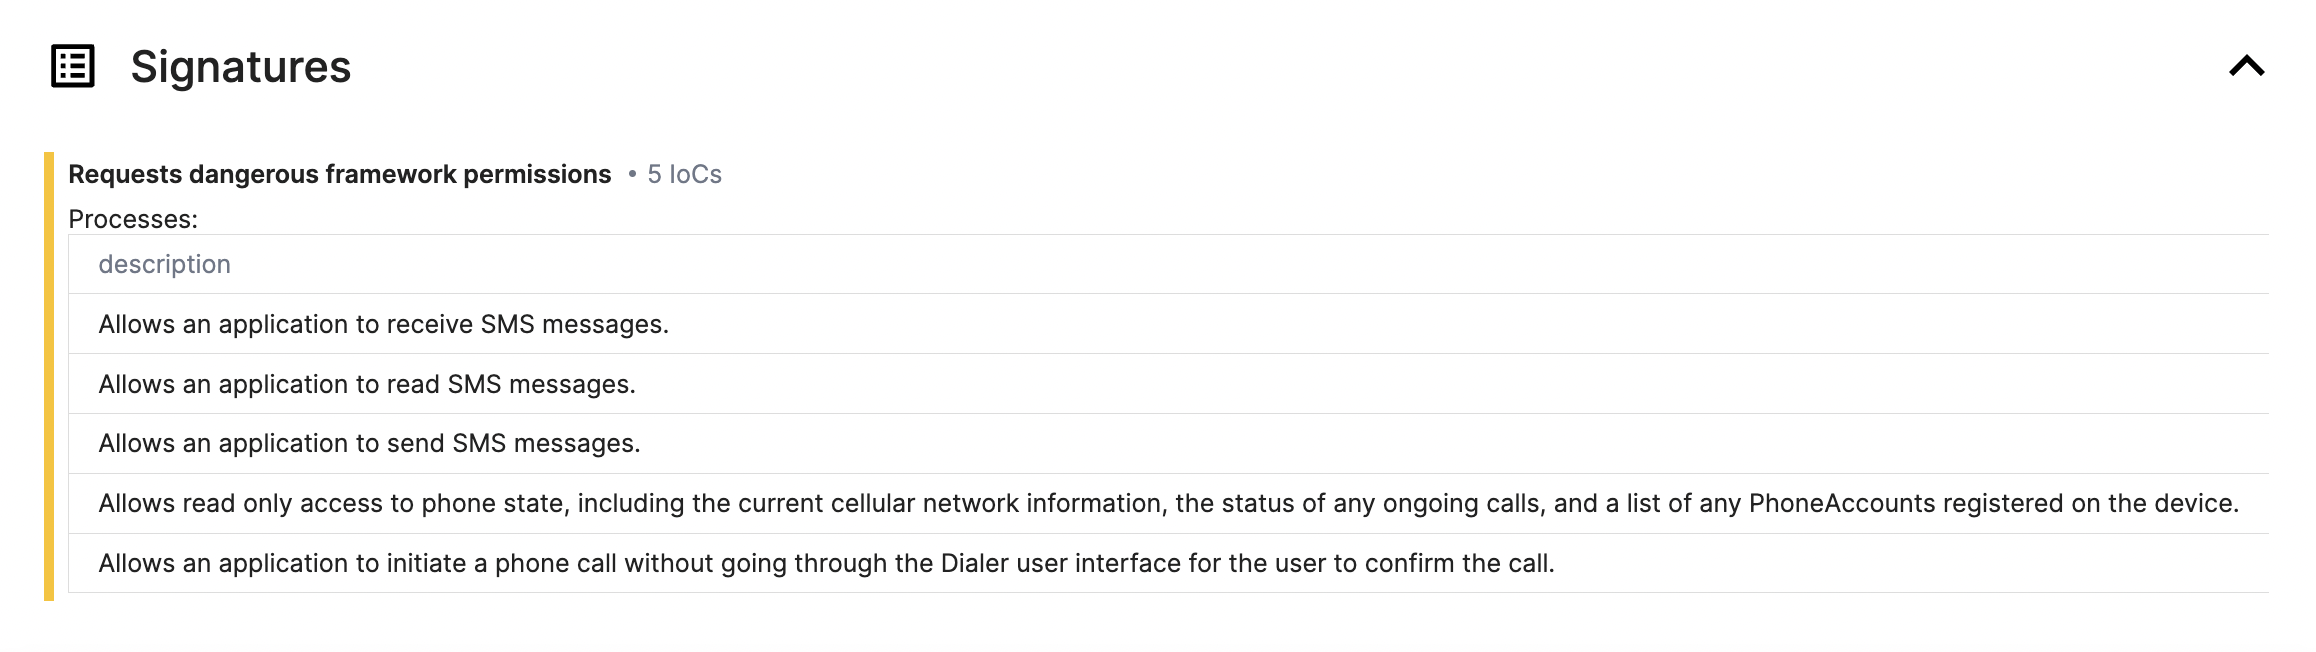 Signatures
Requests dangerous framework permissions • 5 IoCs
Processes:
description
Allows an application to receive SMS messages.
Allows an application to read SMS messages.
Allows an application to send SMS messages.
Allows read only access to phone state, including the current cellular network information, the status of any ongoing calls, and a list of any PhoneAccounts registered on the device.
Allows an application to initiate a phone call without going through the Dialer user interface for the user to confirm the call.